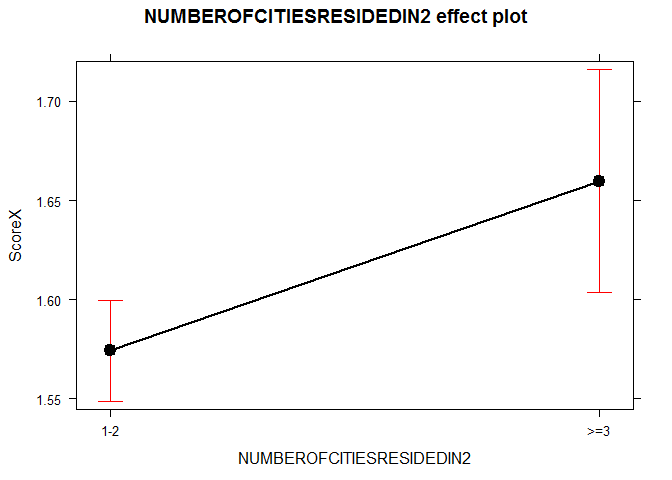 NUMBEROFCITIESRESIDEDIN2 effect plot
1.70
1.65
1.60
1.55
ScoreX
1-2
>=3
NUMBEROFCITIESRESIDEDIN2